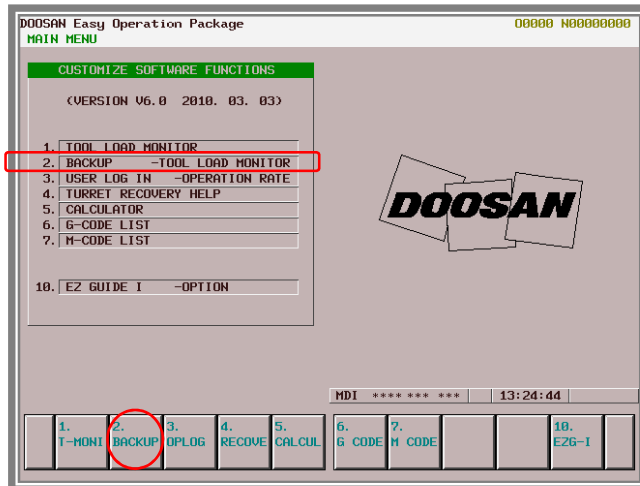 DOOSAN Easy Operation Package O0000 N00000000
MAIN MENU
CUSTOMIZE SOFTWARE FUNCTIONS
(VERSION V6.0 2010. 03. 03)
1. TOOL LOAD MONITOR
2. BACKUP -TOOL LOAD MONITOR
3. USER LOG IN -OPERATION RATE
4. TURRET RECOVERY HELP
5. CALCULATOR
6. G-CODE LIST
7. M-CODE LIST
10. EZ GUIDE I -OPTION
DOOSAN
MDI **** *** *** 13:24:44
1. 2. 3. 4. 5. 6. 7. 10.
T-MONI BACKUP OPLOG RECOVE CALCUL G CODE M CODE EZG-I